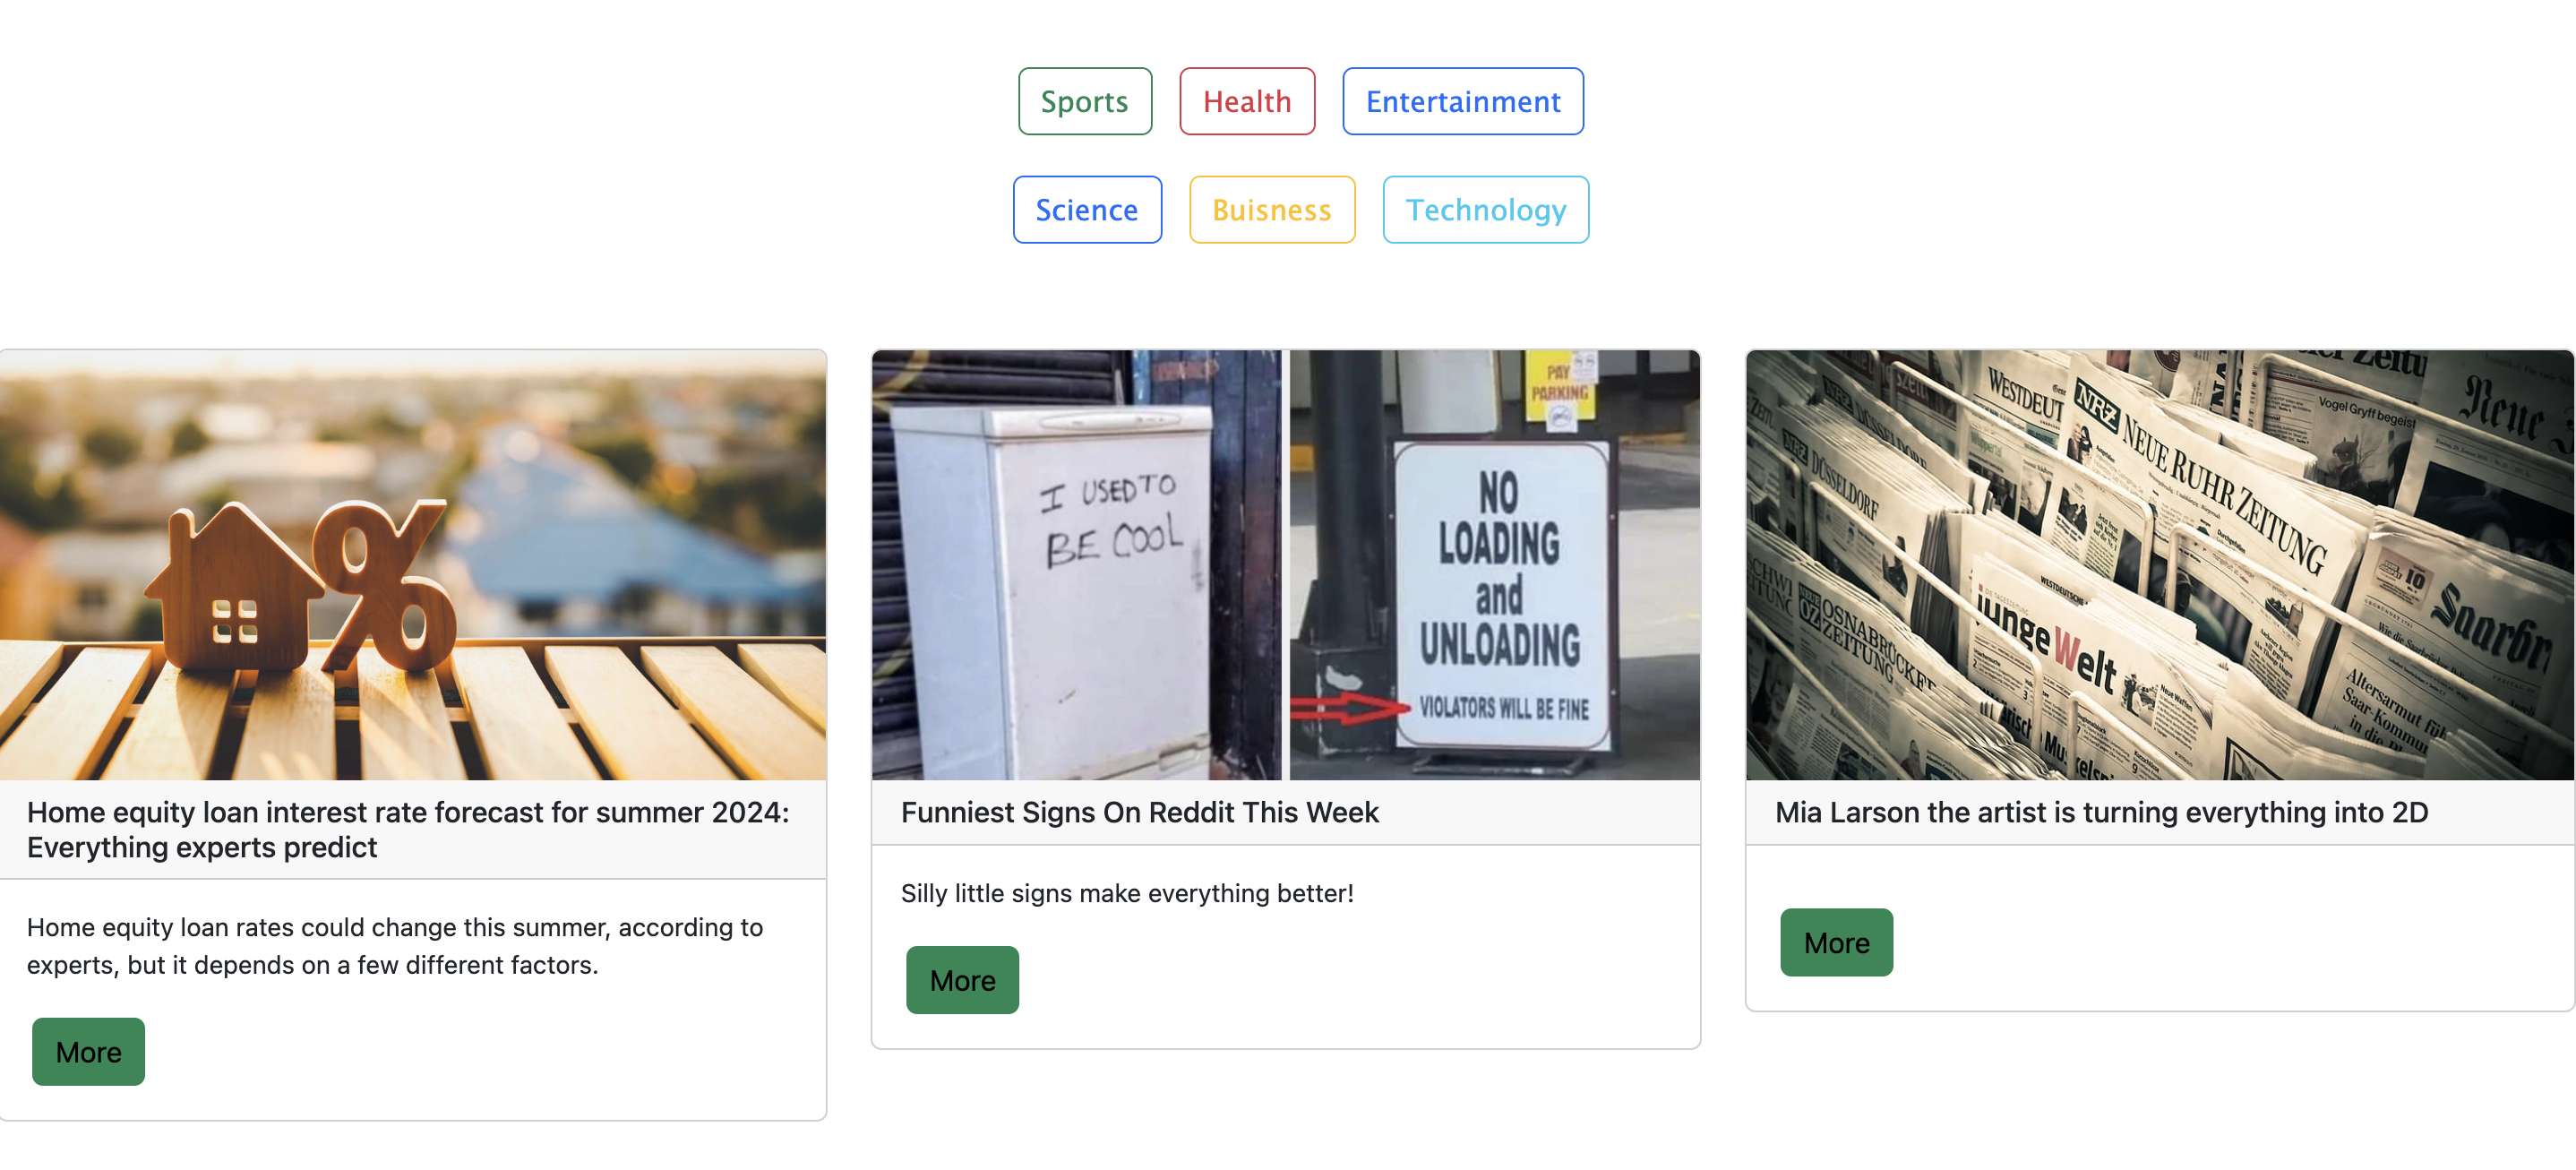 Sports Health Entertainment
Science Buisness Technology
I USED TO
BE COOL
PAY
PARKING
NO
LOADING
and
UNLOADING
VIOLATORS WILL BE FINE
WESTDEUT
NRZ NEUE RUHR ZEITUNG
Vogel Gryff begeist
Neue
NRZ DÜSSELDORF
OSNABRÜCKER
ZEITUNG
WESTDEUTSCHE
junge Welt
10
Saarbr
Altersarmut
Saar-Kommu
in die
Home equity loan interest rate forecast for summer 2024:
Everything experts predict
Home equity loan rates could change this summer, according to
experts, but it depends on a few different factors.
More
Funniest Signs On Reddit This Week
Silly little signs make everything better!
More
Mia Larson the artist is turning everything into 2D
More